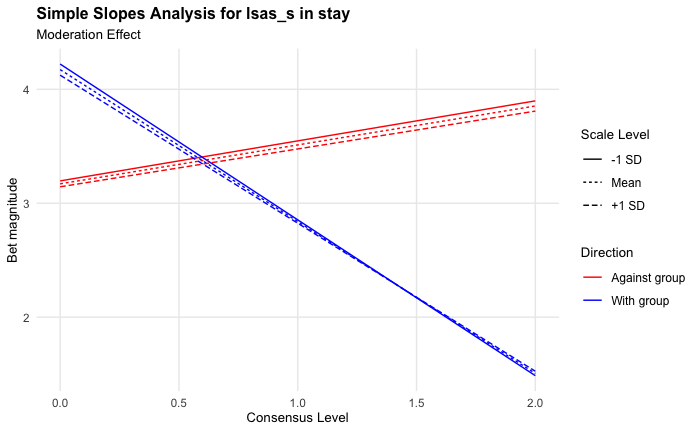 Simple Slopes Analysis for lsas_s in stay
Moderation Effect
4
3
2
Bet magnitude
0.0
0.5
1.0
1.5
2.0
Consensus Level
Scale Level
-1 SD
Mean
+1 SD
Direction
Against group
With group